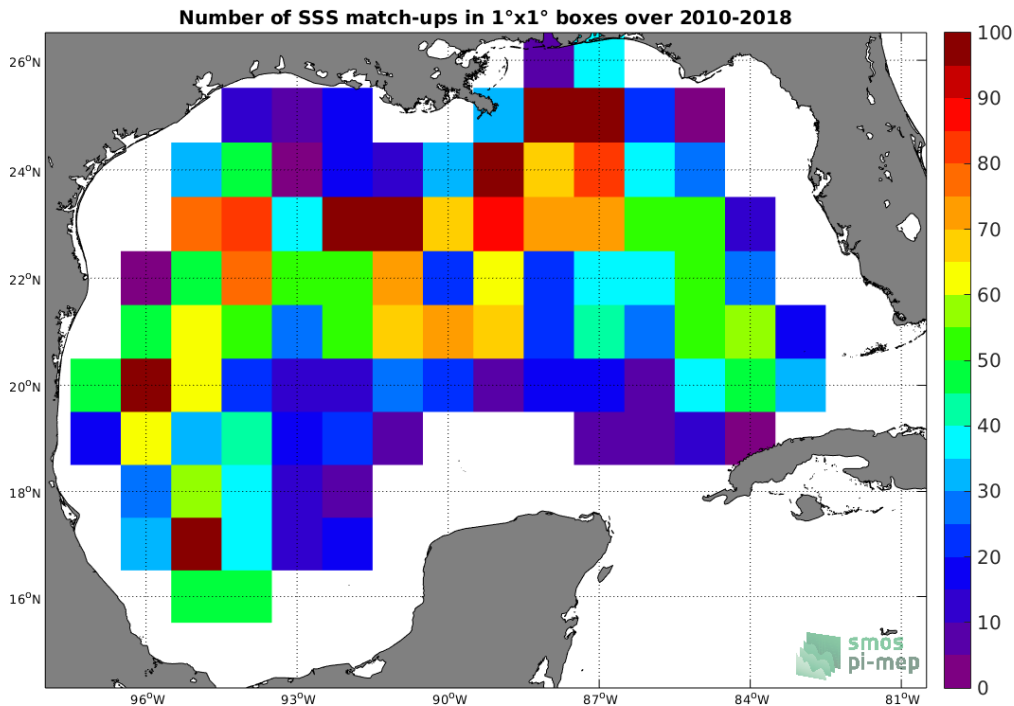 Number of SSS match-ups in 1°x1° boxes over 2010-2018
26°N
24°N
22°N
20°N
18°N
16°N
96°W
93°W
90°W
87°W
84°W
81°W
100
90
80
70
60
50
40
30
20
10
0
smos
pi-mep